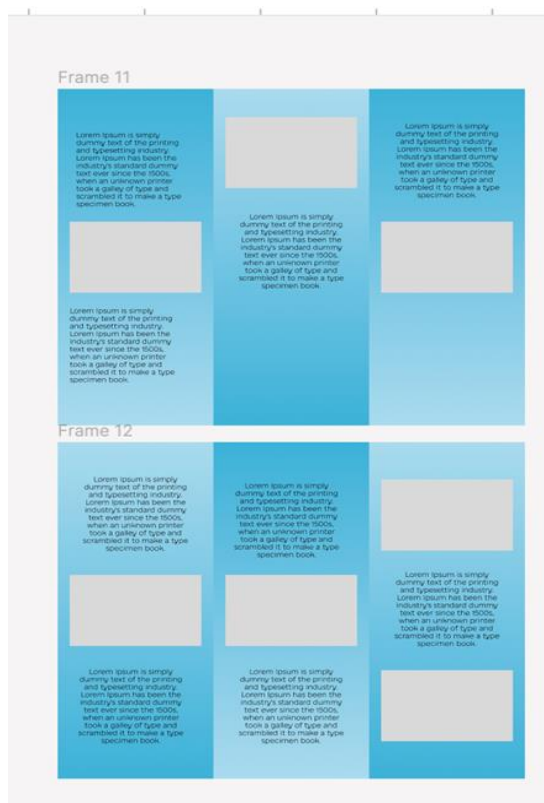 Frame 11
Lorem Ipsum is simply
dummy text of the printing
and typesetting industry.
Lorem Ipsum has been the
industry's standard dummy
text ever since the 1500s,
when an unknown printer
took a galley of type and
scrambled it to make a type
specimen book.
Lorem Ipsum is simply
dummy text of the printing
and typesetting industry.
Lorem Ipsum has been the
industry's standard dummy
text ever since the 1500s,
when an unknown printer
took a galley of type and
scrambled it to make a type
specimen book.
Lorem Ipsum is simply
dummy text of the printing
and typesetting industry.
Lorem Ipsum has been the
industry's standard dummy
text ever since the 1500s,
when an unknown printer
took a galley of type and
scrambled it to make a type
specimen book.
Lorem Ipsum is simply
dummy text of the printing
and typesetting industry.
Lorem Ipsum has been the
industry's standard dummy
text ever since the 1500s,
when an unknown printer
took a galley of type and
scrambled it to make a type
specimen book.
Frame 12
Lorem Ipsum is simply
dummy text of the printing
and typesetting industry.
Lorem Ipsum has been the
industry's standard dummy
text ever since the 1500s,
when an unknown printer
took a galley of type and
scrambled it to make a type
specimen book.
Lorem Ipsum is simply
dummy text of the printing
and typesetting industry.
Lorem Ipsum has been the
industry's standard dummy
text ever since the 1500s,
when an unknown printer
took a galley of type and
scrambled it to make a type
specimen book.
Lorem Ipsum is simply
dummy text of the printing
and typesetting industry.
Lorem Ipsum has been the
industry's standard dummy
text ever since the 1500s,
when an unknown printer
took a galley of type and
scrambled it to make a type
specimen book.
Lorem Ipsum is simply
dummy text of the printing
and typesetting industry.
Lorem Ipsum has been the
industry's standard dummy
text ever since the 1500s,
when an unknown printer
took a galley of type and
scrambled it to make a type
specimen book.
Lorem Ipsum is simply
dummy text of the printing
and typesetting industry.
Lorem Ipsum has been the
industry's standard dummy
text ever since the 1500s,
when an unknown printer
took a galley of type and
scrambled it to make a type
specimen book.